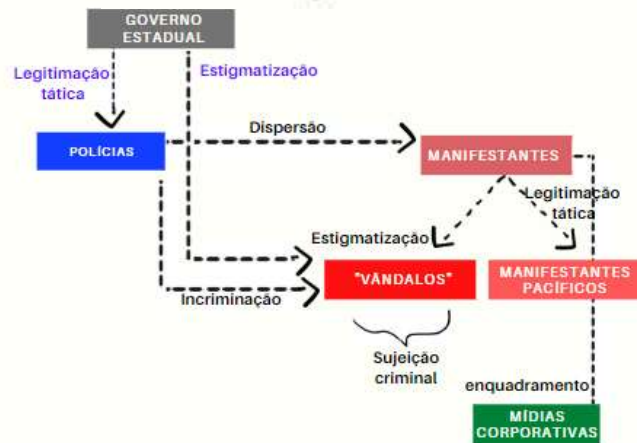 GOVERNO
ESTADUAL
Legitimação
tática
Estigmatização
POLÍCIAS
Dispersão
MANIFESTANTES
Legitimação
tática
Estigmatização
"VÂNDALOS"
MANIFESTANTES
PACÍFICOS
Incriminação
Sujeição
criminal
enquadramento
MÍDIAS
CORPORATIVAS